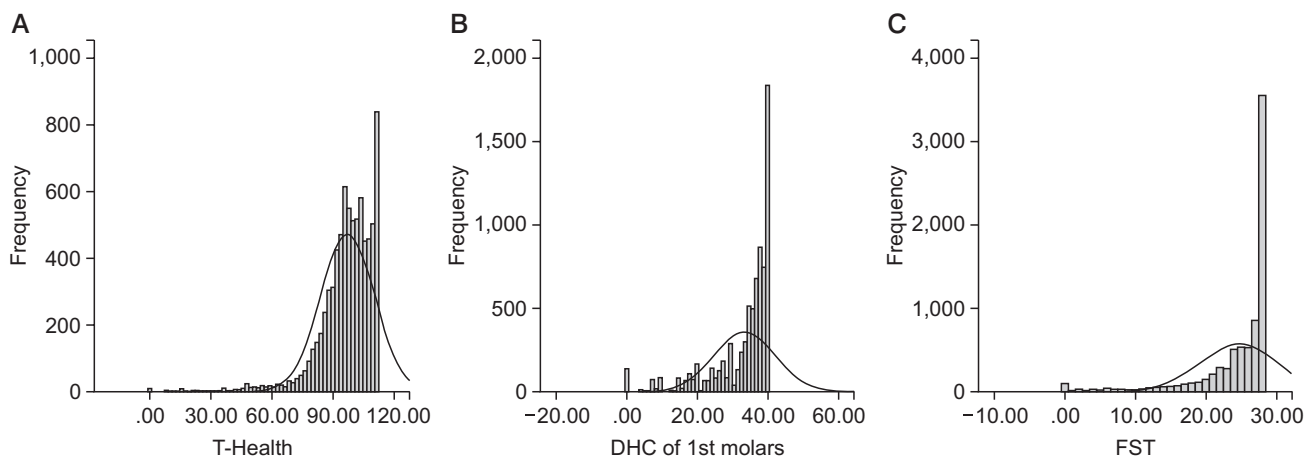 A
1,000
800
600
400
200
0
Frequency
.00 30.00 60.00 90.00 120.00
T-Health
B
2,000
1,500
1,000
500
0
Frequency
−20.00 .00 20.00 40.00 60.00
DHC of 1st molars
C
4,000
3,000
2,000
1,000
0
Frequency
−10.00 .00 10.00 20.00 30.00
FST